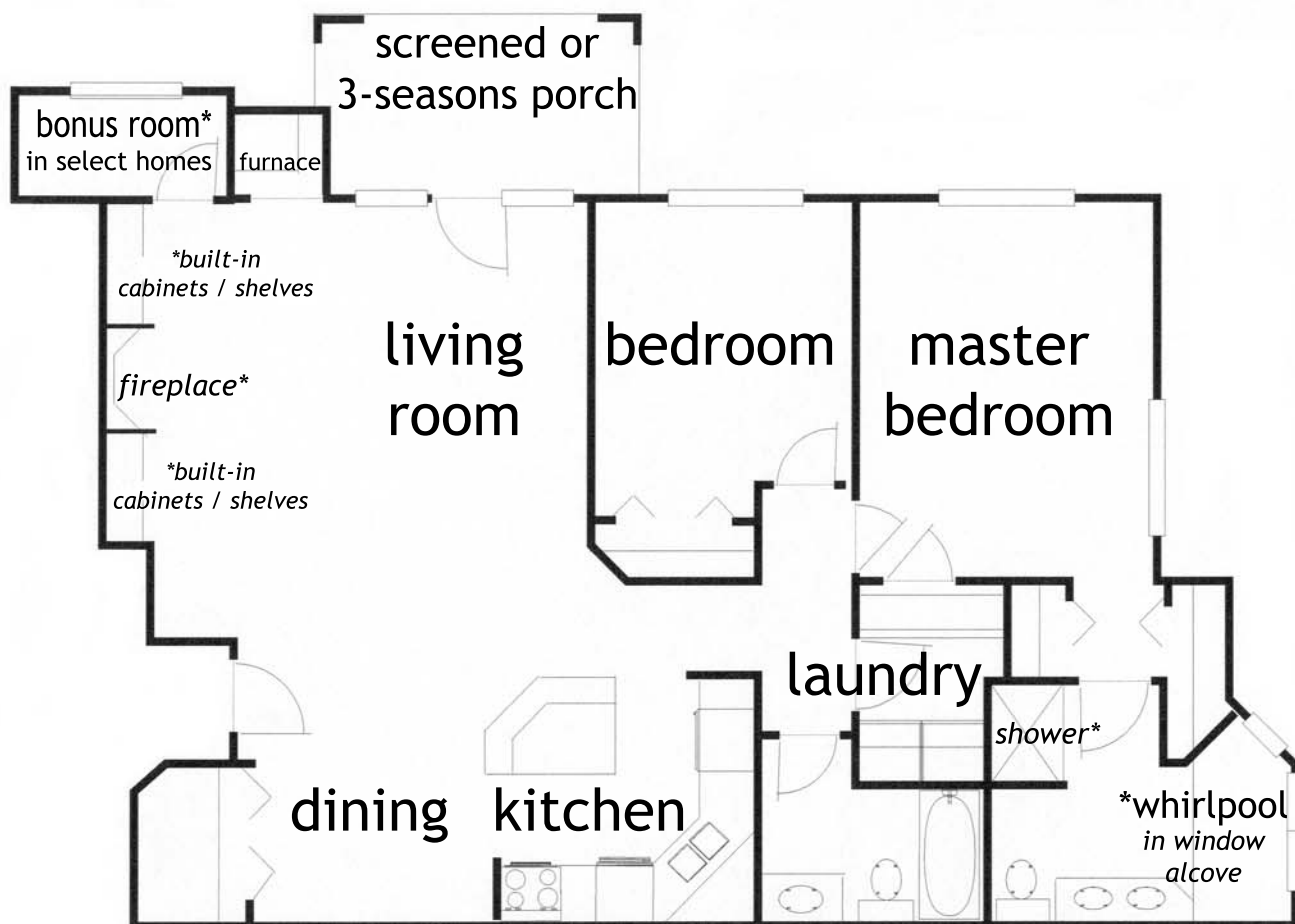 screened or
3-seasons porch
bonus room*
in select homes
furnace
*built-in
cabinets / shelves
living
room
bedroom
master
bedroom
fireplace*
*built-in
cabinets / shelves
laundry
shower*
dining
kitchen
*whirlpool
in window
alcove